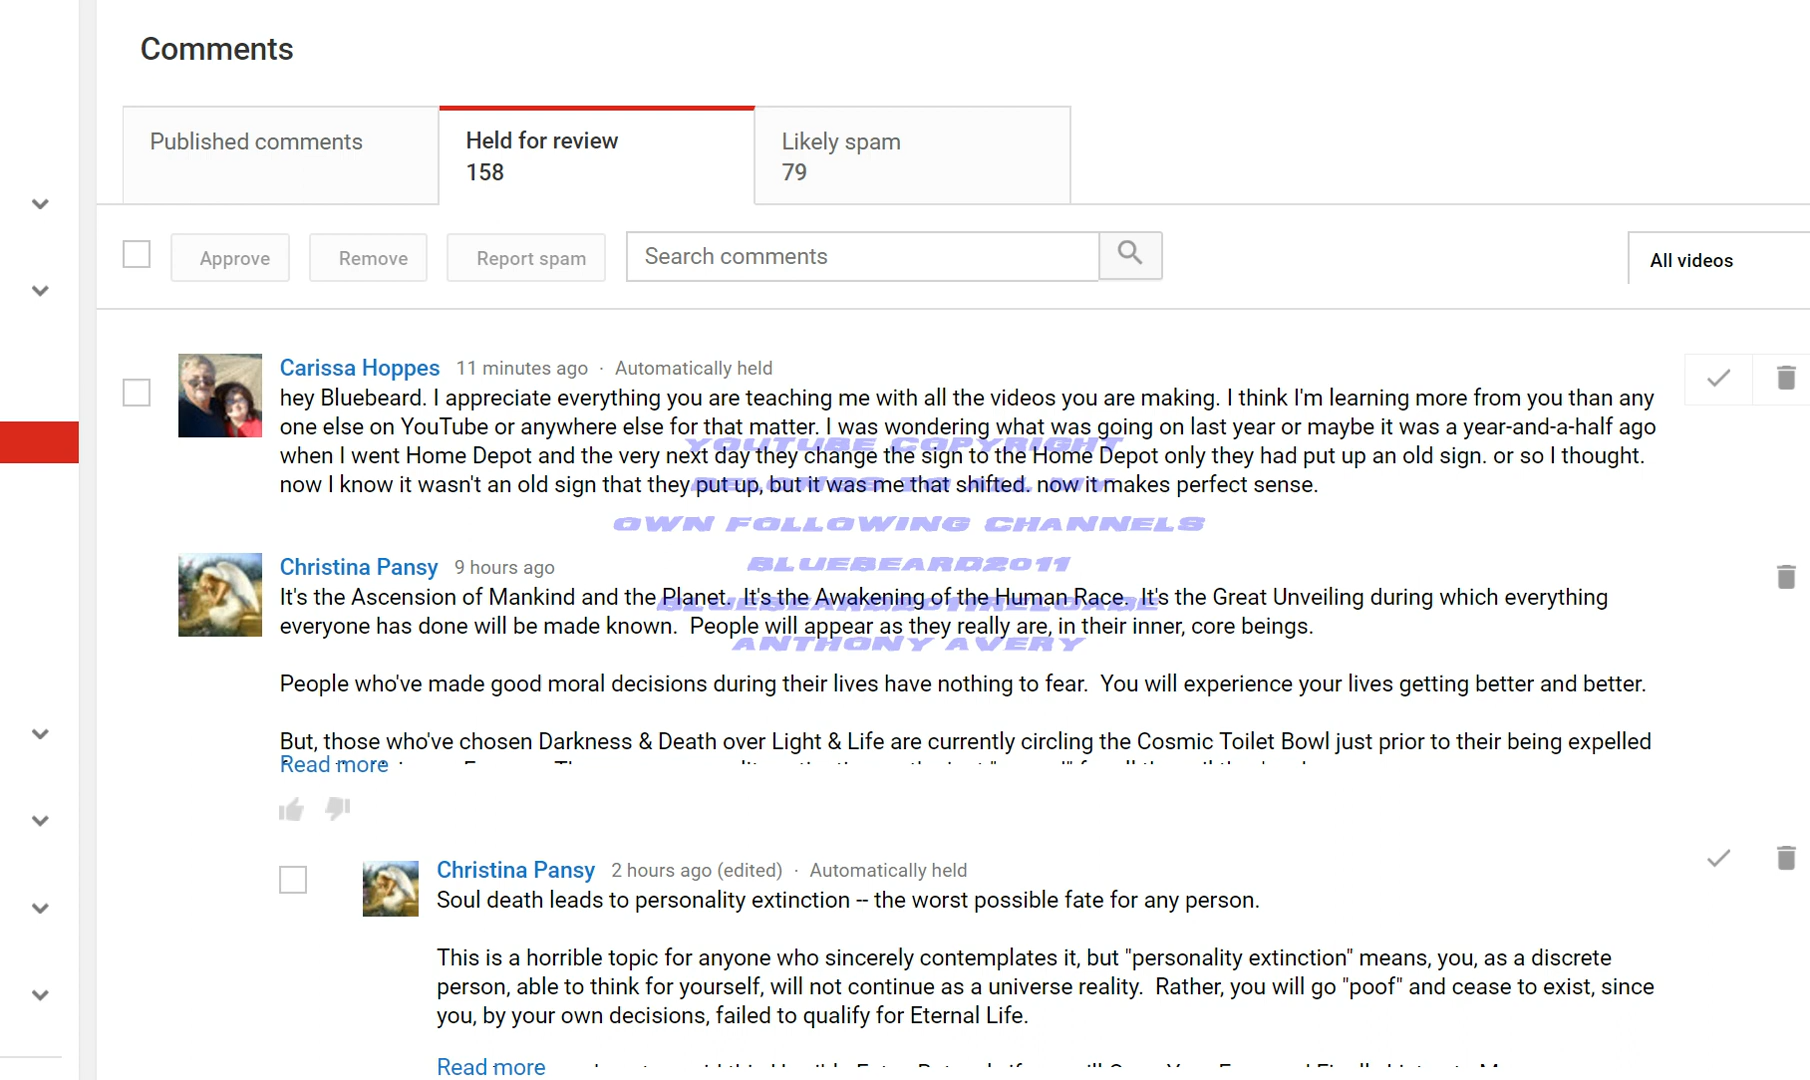 Comments
Published comments
Held for review
158
Likely spam
79
Approve
Remove
Report spam
Search comments
All videos
Carissa Hoppes 11 minutes ago · Automatically held
hey Bluebeard. I appreciate everything you are teaching me with all the videos you are making. I think I'm learning more from you than any
one else on YouTube or anywhere else for that matter. I was wondering what was going on last year or maybe it was a year-and-a-half ago
YOUTUBE COPYRIGHT
when I went Home Depot and the very next day they change the sign to the Home Depot only they had put up an old sign. or so I thought.
now I know it wasn't an old sign that they put up, but it was me that shifted. now it makes perfect sense.
BELONGS TO ALL MY
OWN FOLLOWING CHANNELS
BLUEBEARD2011
Christina Pansy 9 hours ago
It's the Ascension of Mankind and the Planet.  It's the Awakening of the Human Race.  It's the Great Unveiling during which everything
everyone has done will be made known.  People will appear as they really are, in their inner, core beings.
ANTHONY AVERY
People who've made good moral decisions during their lives have nothing to fear.  You will experience your lives getting better and better.
But, those who've chosen Darkness & Death over Light & Life are currently circling the Cosmic Toilet Bowl just prior to their being expelled
Read more
Christina Pansy 2 hours ago (edited) · Automatically held
Soul death leads to personality extinction -- the worst possible fate for any person.
This is a horrible topic for anyone who sincerely contemplates it, but "personality extinction" means, you, as a discrete
person, able to think for yourself, will not continue as a universe reality.  Rather, you will go "poof" and cease to exist, since
you, by your own decisions, failed to qualify for Eternal Life.
Read more